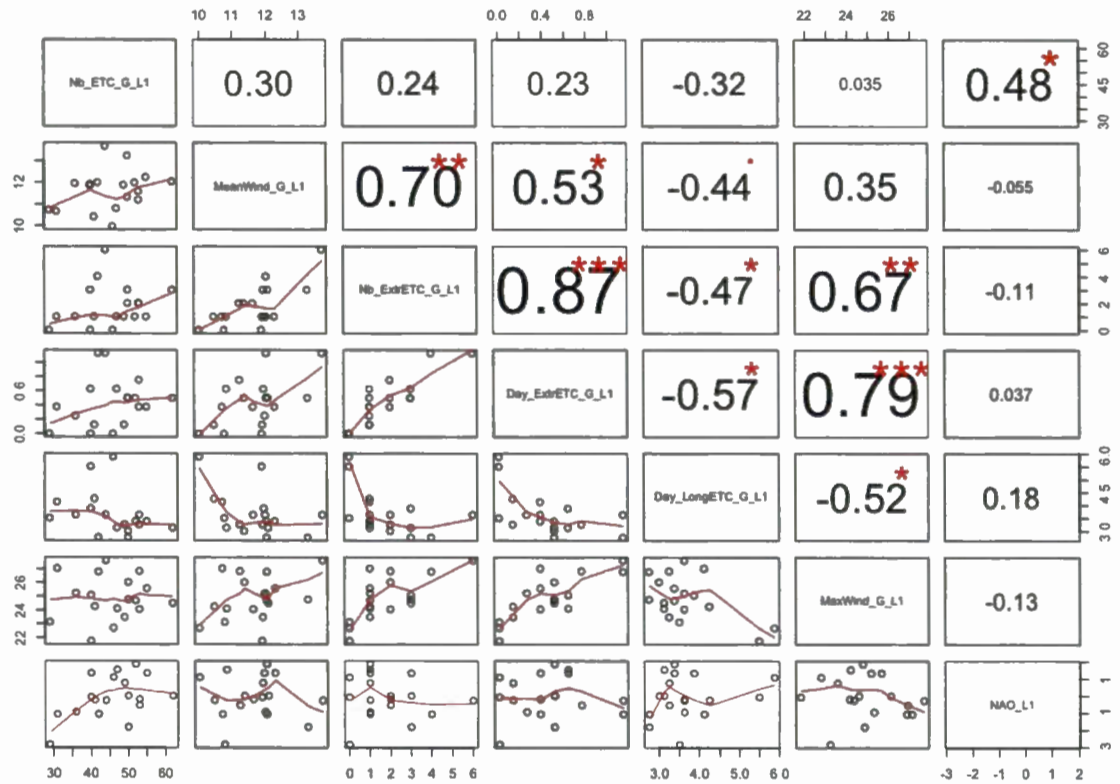 10 11 12 13 0.0 0.4 0.8 22 24 26
Nb_ETC_G_L1 0.30 0.24 0.23 -0.32 0.035 0.48 * 30 45 60
10 12 MeanWind_G_L1 0.70 ** 0.53 * -0.44 . 0.35 -0.055
Nb_ExtrETC_G_L1 0.87 *** -0.47 * 0.67 ** -0.11 0 2 4 6
0.0 0.6 Day_ExtrETC_G_L1 -0.57 * 0.79 *** 0.037
Day_LongETC_G_L1 -0.52 * 0.18 3.0 4.5 6.0
22 24 26 MaxWind_G_L1 -0.13
NAO_L1 3 1 1
30 40 50 60 0 1 2 3 4 5 6 3.0 4.0 5.0 6.0 -3 -2 -1 0 1 2